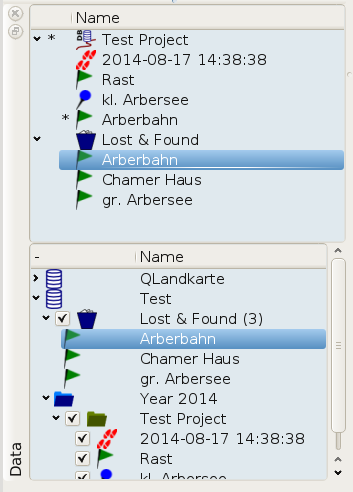 Name
* DB Test Project
2014-08-17 14:38:38
Rast
kl. Arbersee
* Arberbahn
Lost & Found
Arberbahn
Chamer Haus
gr. Arbersee
- Name
QLandkarte
Test
Lost & Found (3)
Arberbahn
Chamer Haus
gr. Arbersee
Year 2014
Test Project
2014-08-17 14:38:38
Rast
kl. Arbersee
Data